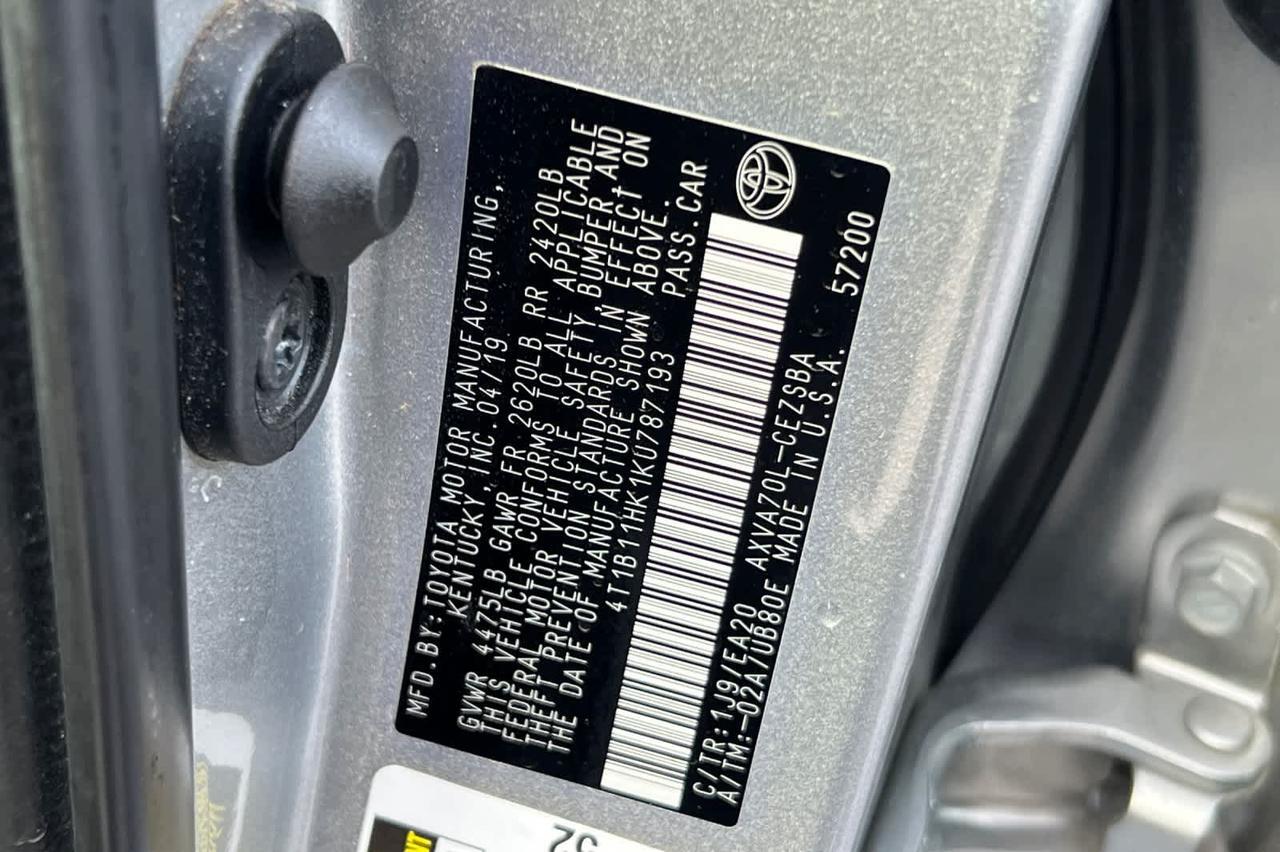 MFD.BY:TOYOTA MOTOR MANUFACTURING,
KENTUCKY,INC.04/19
GVWR 4475LB GAWR FR 2620LB RR 2420LB
THIS VEHICLE CONFORMS TO ALL APPLICABLE
FEDERAL MOTOR VEHICLE SAFETY,BUMPER AND
THEFT PREVENTION STANDARDS IN EFFECT ON
THE DATE OF MANUFACTURE SHOWN ABOVE.
4T1B11HK1KU787193 PASS.CAR
C/TR:1J9/EA20 AXVA70L-CEZSBA 57200
A/TM:-02A/UB80E MADE IN U.S.A.
52